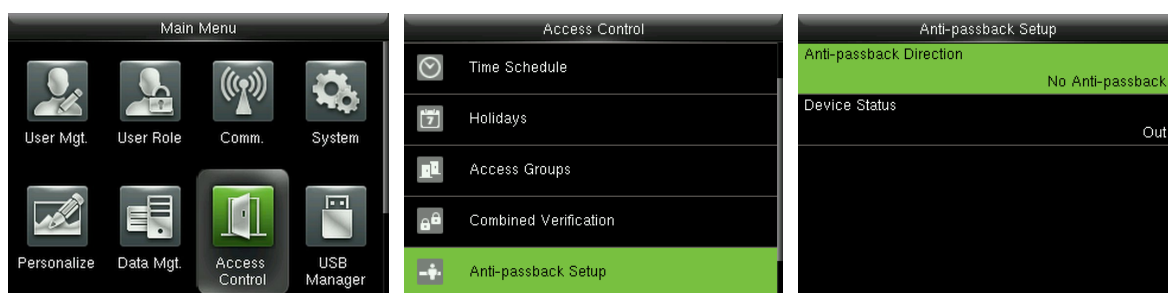 Main Menu
User Mgt.
User Role
Comm.
System
Personalize
Data Mgt.
Access
Control
USB
Manager
Access Control
Time Schedule
7
Holidays
Access Groups
Combined Verification
Anti-passback Setup
Anti-passback Setup
Anti-passback Direction
No Anti-passback
Device Status
Out